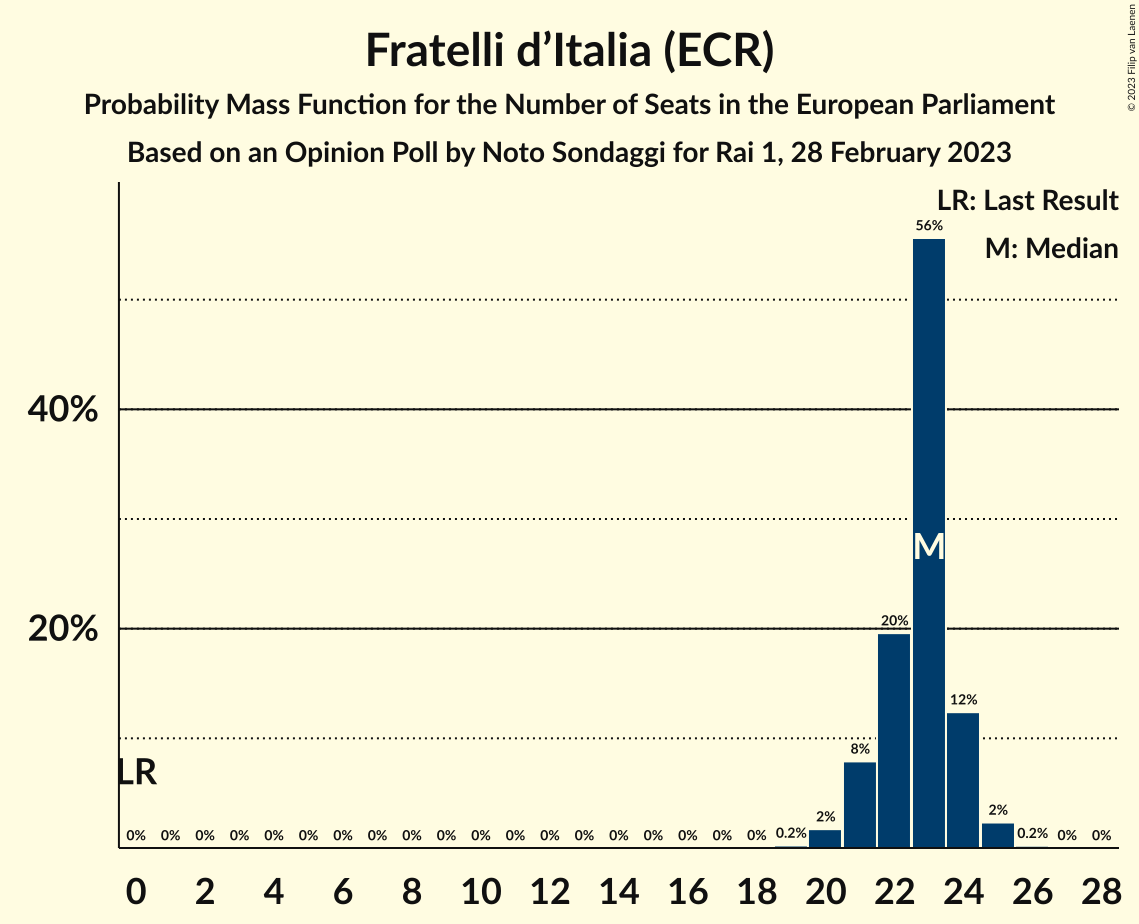 Fratelli d’Italia (ECR)
Probability Mass Function for the Number of Seats in the European Parliament
Based on an Opinion Poll by Noto Sondaggi for Rai 1, 28 February 2023
© 2023 Filip van Laenen
LR: Last Result
M: Median
56%
40%
M
20%
20%
12%
8%
LR
0% 0% 0% 0% 0% 0% 0% 0% 0% 0% 0% 0% 0% 0% 0% 0% 0% 0% 0% 0.2% 2% 2% 0.2% 0% 0%
0 2 4 6 8 10 12 14 16 18 20 22 24 26 28